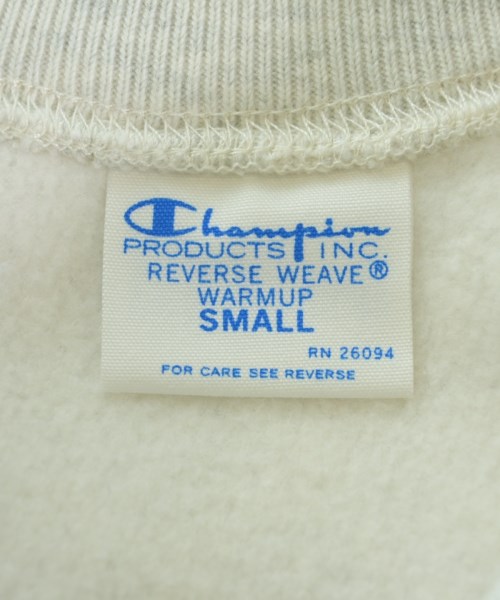 Champion
PRODUCTS INC.
REVERSE WEAVE®
WARMUP
SMALL
RN 26094
FOR CARE SEE REVERSE